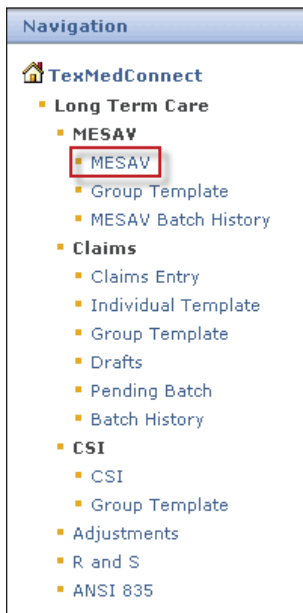 Navigation
TexMedConnect
Long Term Care
MESAV
MESAV
Group Template
MESAV Batch History
Claims
Claims Entry
Individual Template
Group Template
Drafts
Pending Batch
Batch History
CSI
CSI
Group Template
Adjustments
R and S
ANSI 835